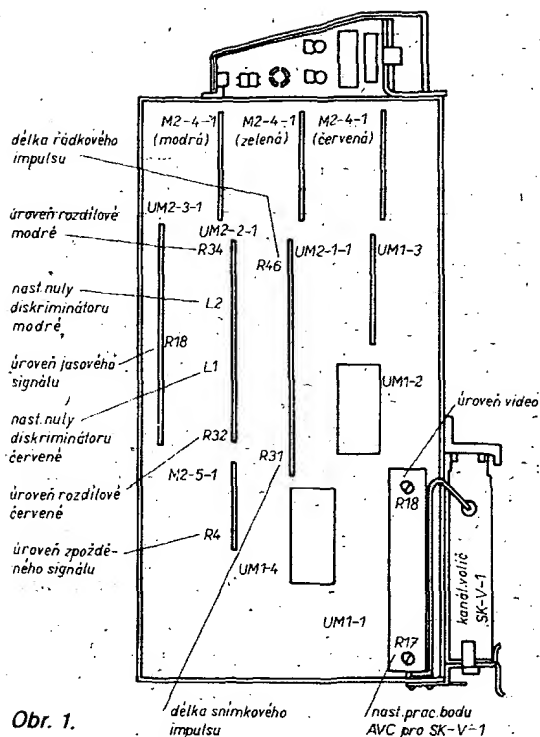 M2-4-1
(modrá)
M2-4-1
(zelená)
M2-4-1
(červená)
délka řádkového
impulsu
UM2-3-1
úroveň rozdílové
modré
UM2-2-1
R34
R46
UM2-1-1
UM1-3
nast. nuly
diskriminátoru
modré
L2
R18
úroveň jasového
signálu
L1
UM1-2
úroveň video
nast. nuly
diskriminátoru
červené
R32
R31
M2-5-1
R18
úroveň rozdílové
červené
kanál. volič
SK-V-1
R4
úroveň zpoždě-
ného signálu
UM1-4
UM1-1
R17
Obr. 1.
délka snímkového
impulsu
nast. prac. bodu
AVC pro SK-V-1